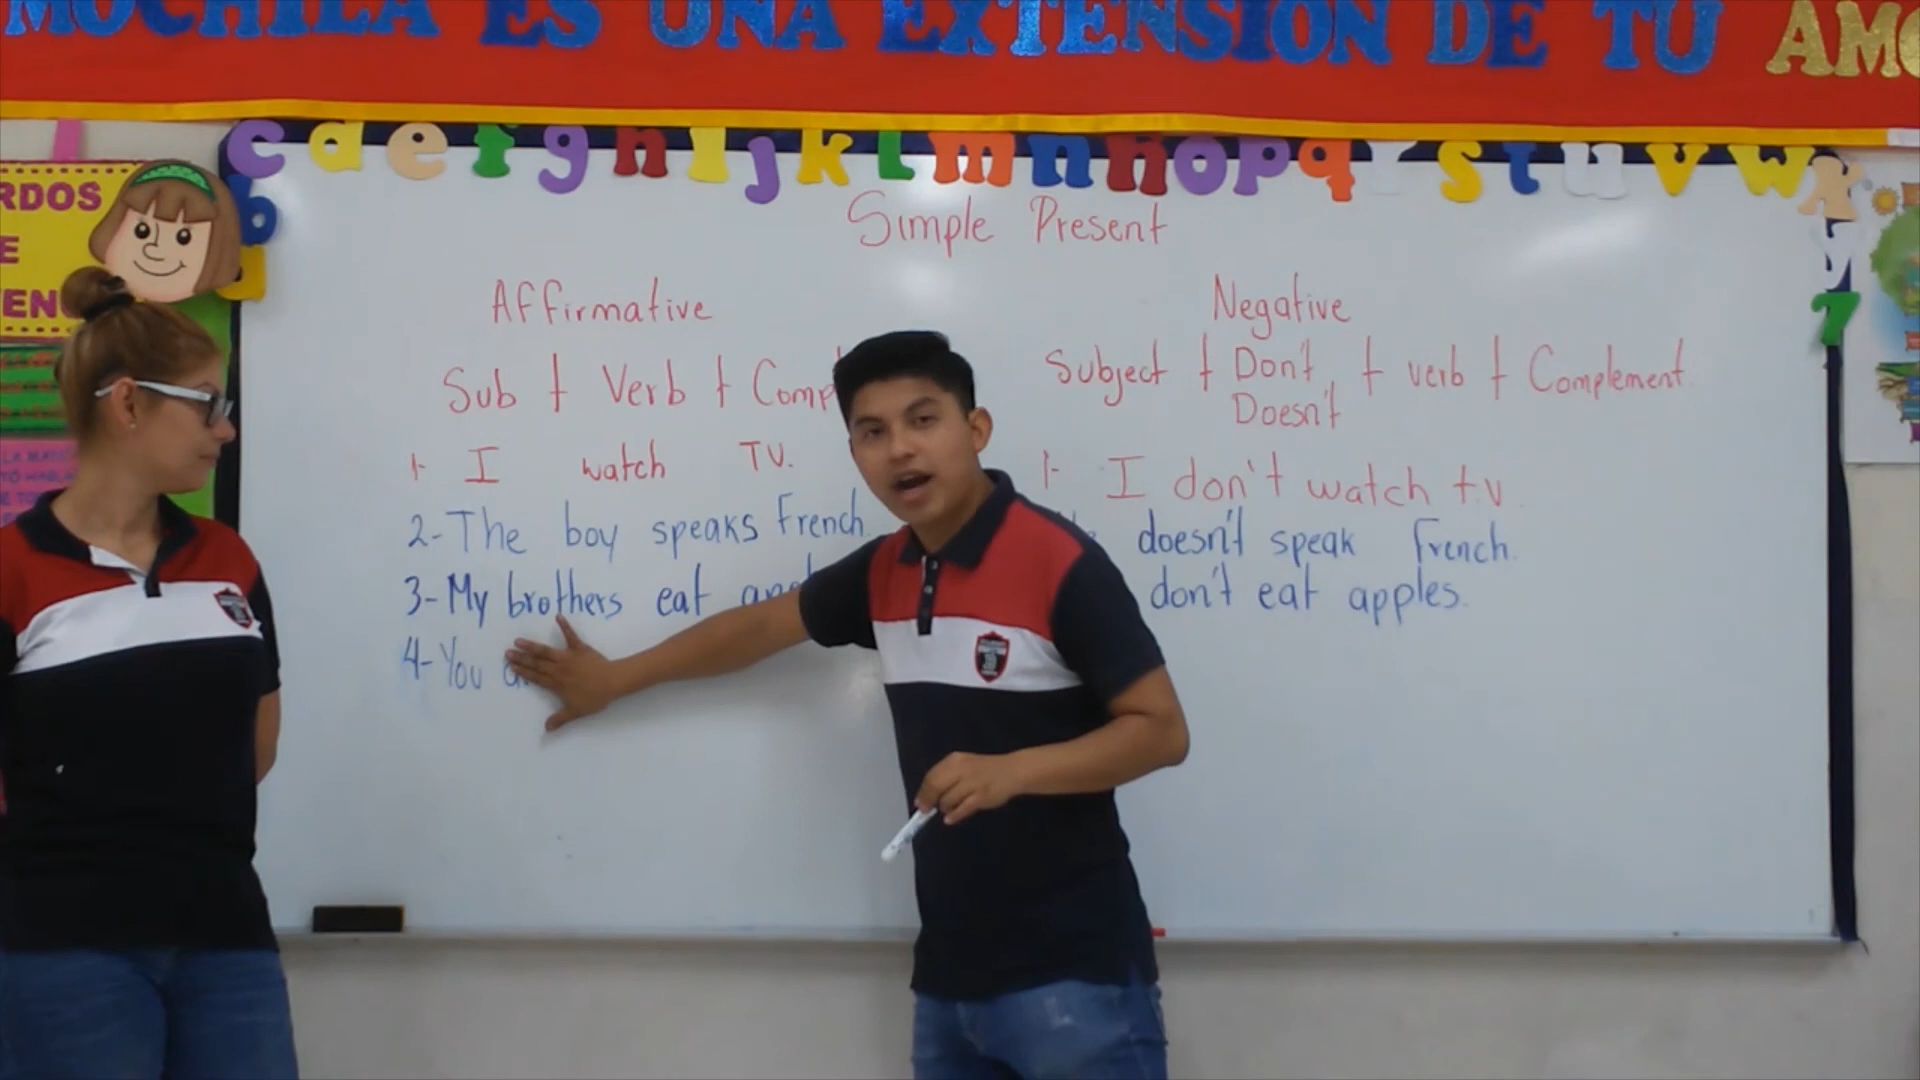 MOCHILA ES UNA EXTENSIÓN DE TU
c d e f g h i j k l m n ñ o p q r s t u v w x
b
y
z
RDOS
E
Simple Present
Affirmative
Negative
Sub + Verb + Comp
Subject + Don't + verb + Complement
Doesn't
1- I watch TV.
1- I don't watch t.v
2- The boy speaks French.
doesn't speak French.
3- My brothers eat
don't eat apples.
4- You